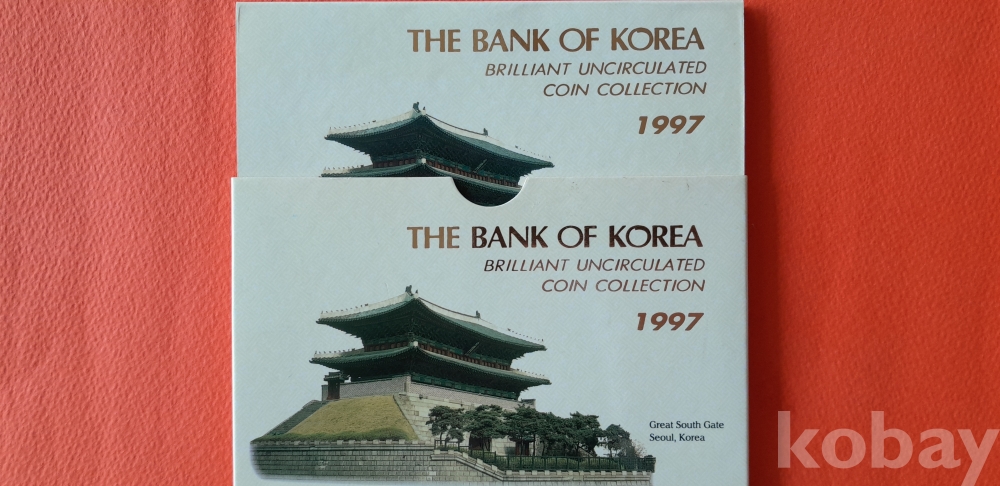 THE BANK OF KOREA
BRILLIANT UNCIRCULATED
COIN COLLECTION
1997
THE BANK OF KOREA
BRILLIANT UNCIRCULATED
COIN COLLECTION
1997
Great South Gate
Seoul, Korea
kobay